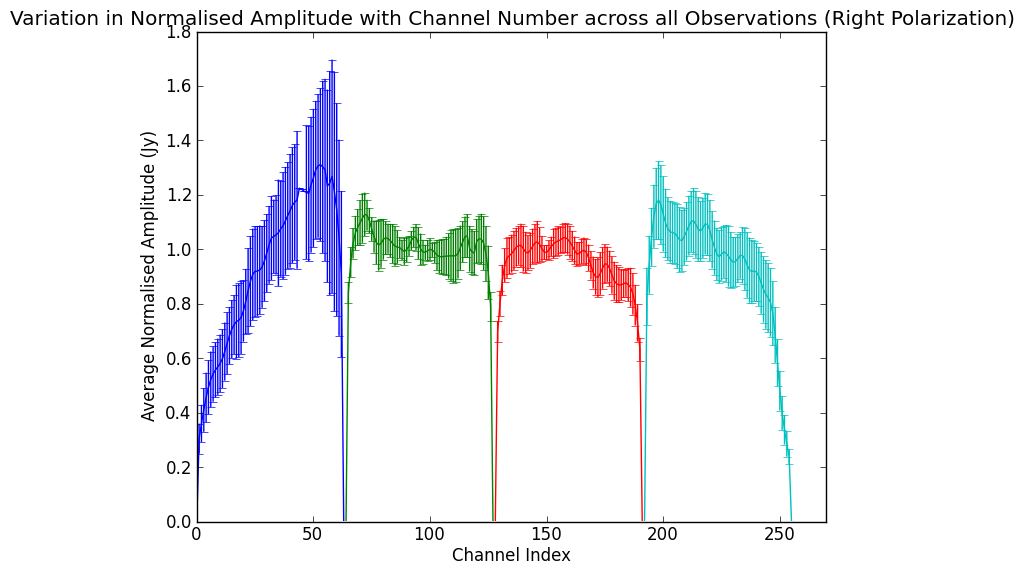 Variation in Normalised Amplitude with Channel Number across all Observations (Right Polarization)
1.8
1.6
1.4
1.2
1.0
0.8
0.6
0.4
0.2
0.0
Average Normalised Amplitude (Jy)
0 50 100 150 200 250
Channel Index